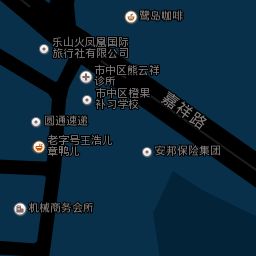 鹭岛咖啡
乐山火凤凰国际
旅行社有限公司
市中区熊云祥
诊所
市中区橙果
补习学校
嘉祥路
圆通速递
老字号王浩儿
章鸭儿
安邦保险集团
机械商务会所